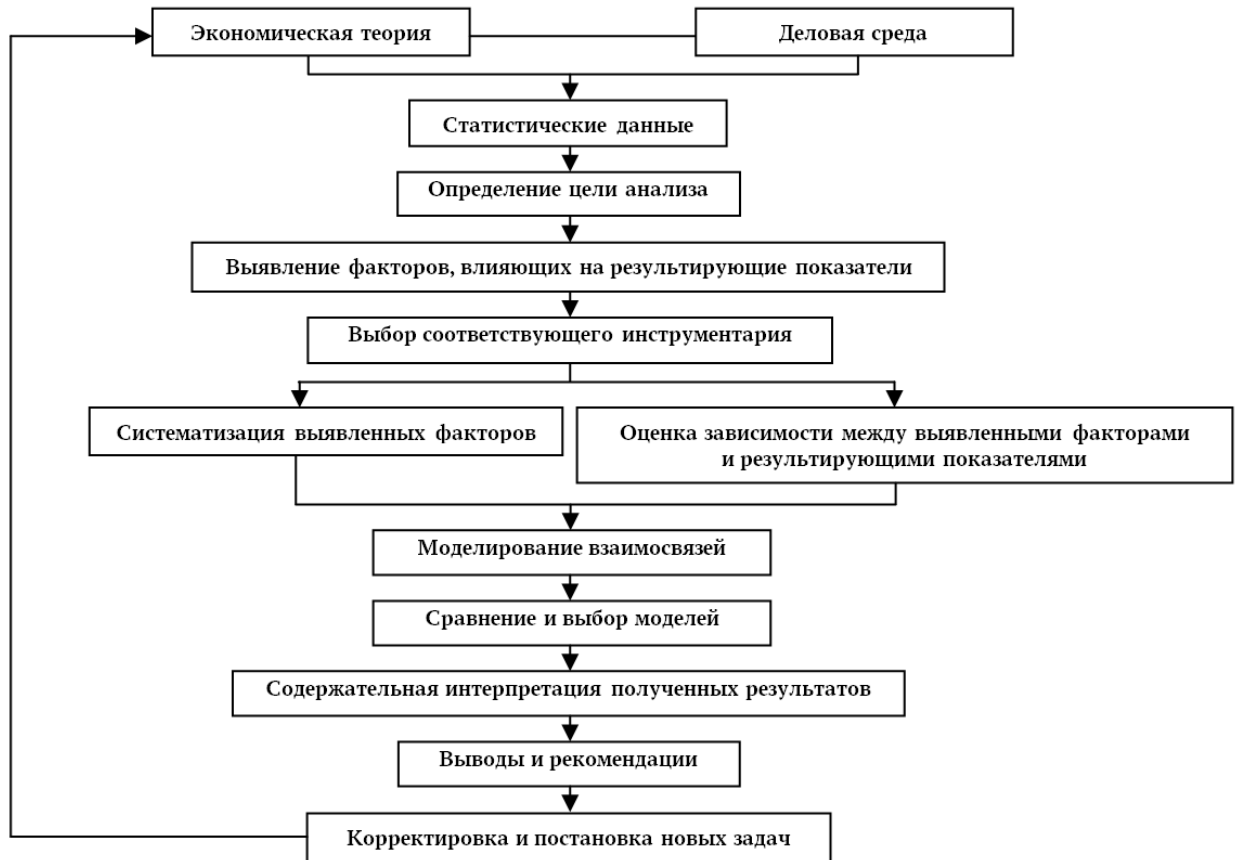 Экономическая теория
Деловая среда
Статистические данные
Определение цели анализа
Выявление факторов, влияющих на результирующие показатели
Выбор соответствующего инструментария
Систематизация выявленных факторов
Оценка зависимости между выявленными факторами
и результирующими показателями
Моделирование взаимосвязей
Сравнение и выбор моделей
Содержательная интерпретация полученных результатов
Выводы и рекомендации
Корректировка и постановка новых задач